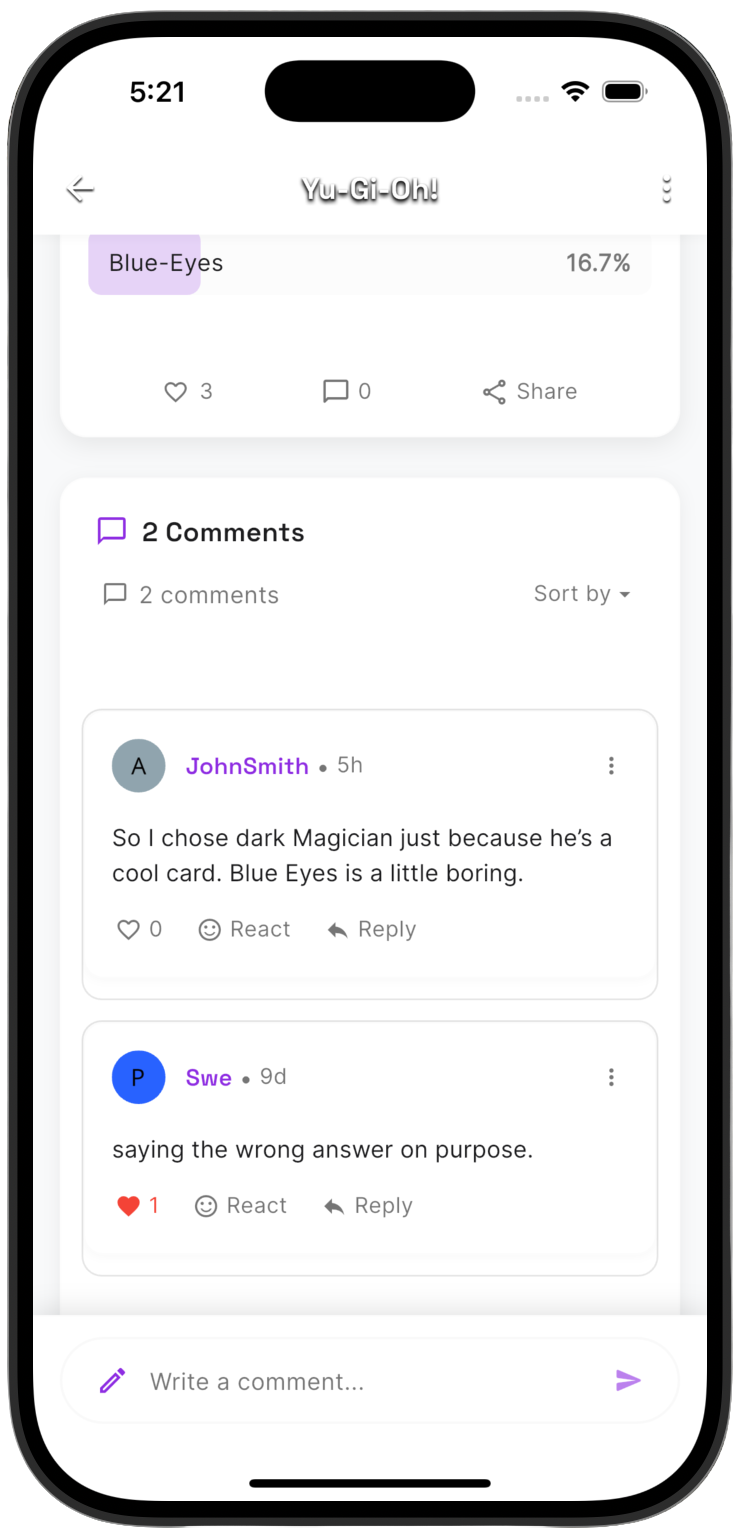 5:21
Yu-Gi-Oh!
Blue-Eyes 16.7%
3 0 Share
2 Comments
2 comments Sort by
A JohnSmith • 5h
So I chose dark Magician just because he’s a
cool card. Blue Eyes is a little boring.
0 React Reply
P Swe • 9d
saying the wrong answer on purpose.
1 React Reply
Write a comment...